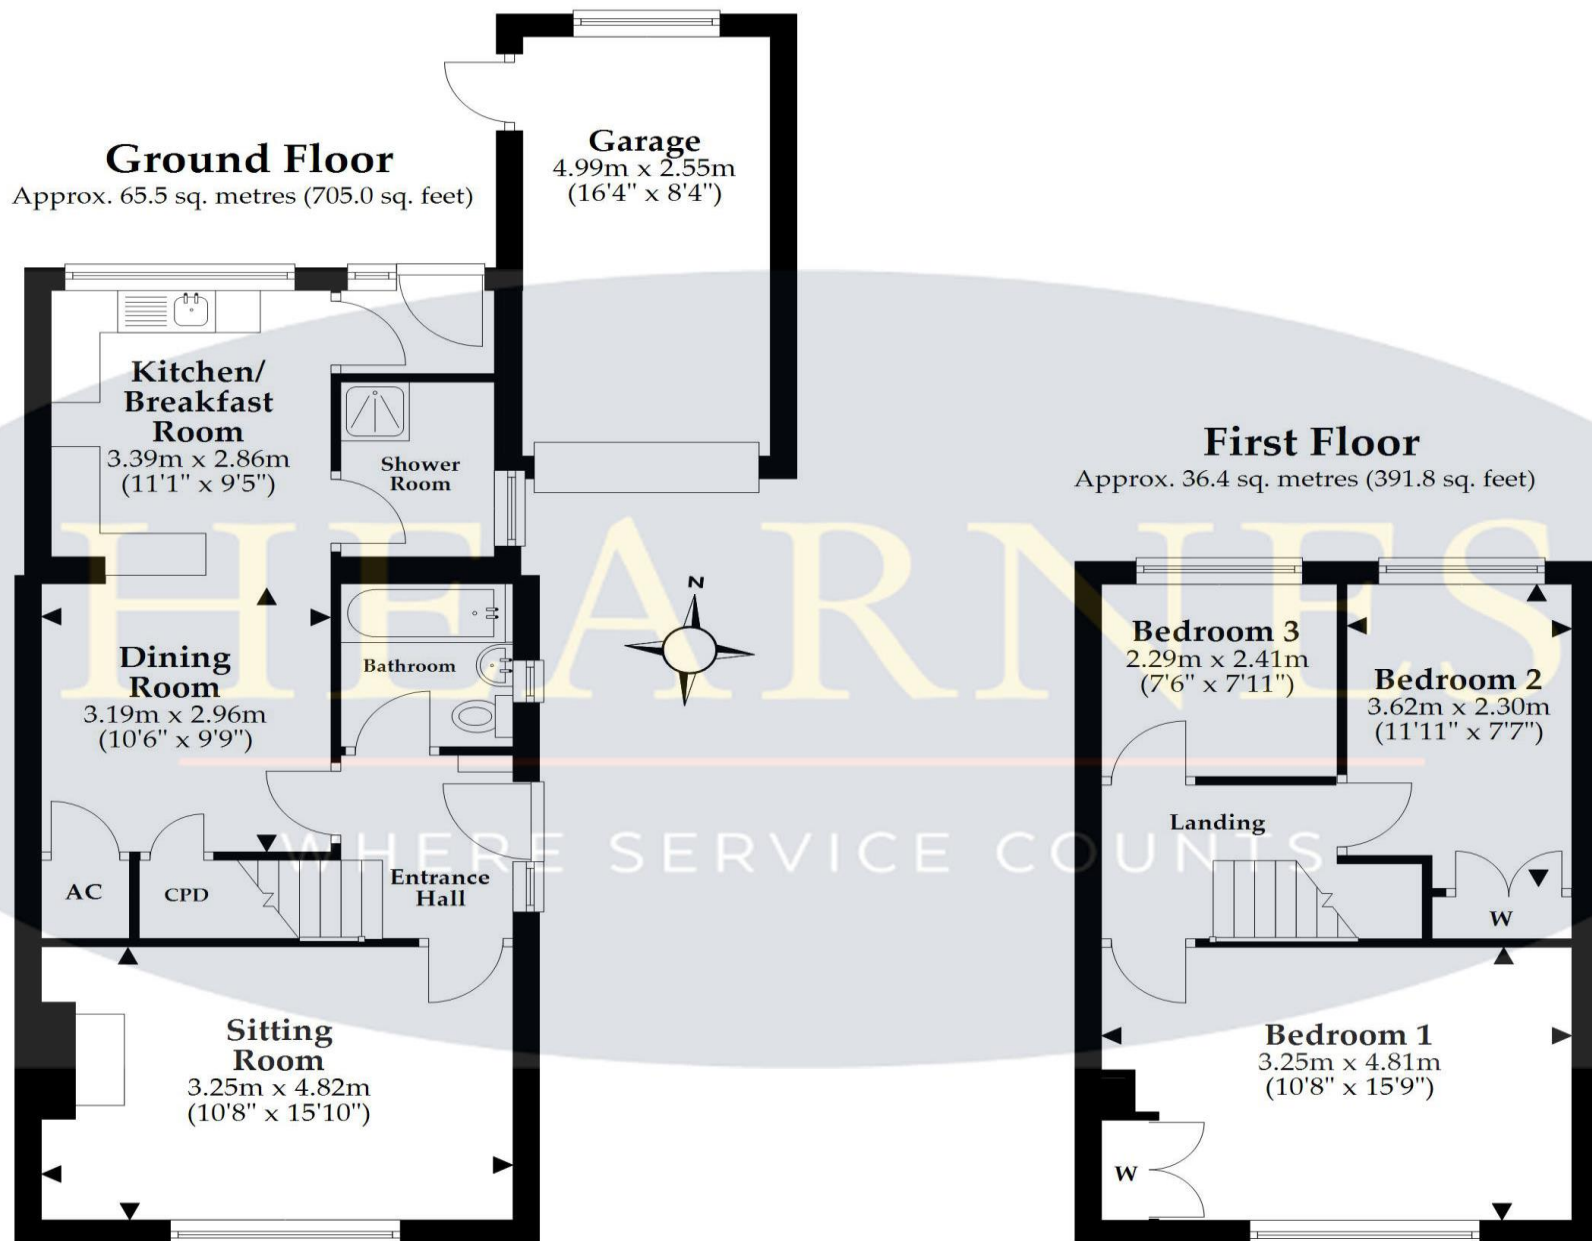 Ground Floor
Approx. 65.5 sq. metres (705.0 sq. feet)
Garage
4.99m x 2.55m
(16'4" x 8'4")
Kitchen/
Breakfast
Room
3.39m x 2.86m
(11'1" x 9'5")
Shower
Room
Dining
Room
3.19m x 2.96m
(10'6" x 9'9")
Bathroom
AC
CPD
Entrance
Hall
Sitting
Room
3.25m x 4.82m
(10'8" x 15'10")
N
HEARNES
WHERE SERVICE COUNTS
First Floor
Approx. 36.4 sq. metres (391.8 sq. feet)
Bedroom 3
2.29m x 2.41m
(7'6" x 7'11")
Bedroom 2
3.62m x 2.30m
(11'11" x 7'7")
Landing
W
Bedroom 1
3.25m x 4.81m
(10'8" x 15'9")
W